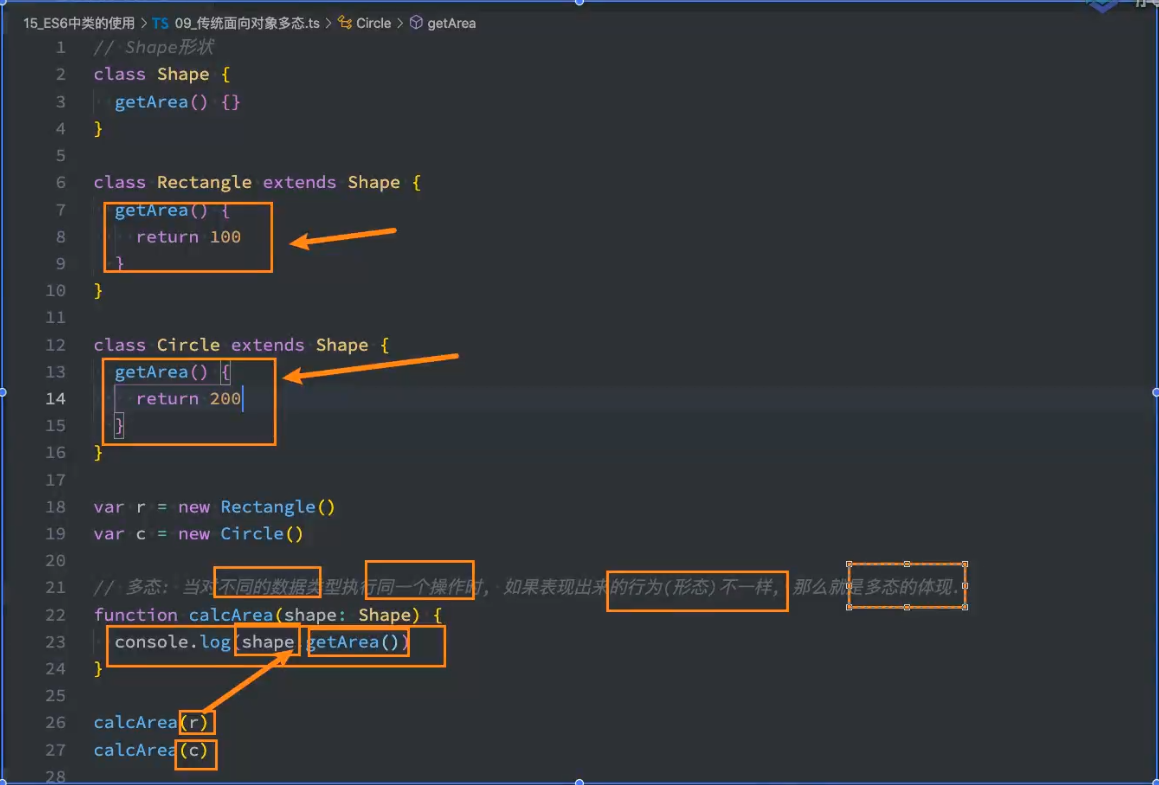 15_ES6中类的使用 > TS 09_传统面向对象多态.ts > Circle > getArea
1 // Shape形状
2 class Shape {
3 getArea() {}
4 }
5
6 class Rectangle extends Shape {
7 getArea() {
8 return 100
9 }
10 }
11
12 class Circle extends Shape {
13 getArea() {
14 return 200
15 }
16 }
17
18 var r = new Rectangle()
19 var c = new Circle()
20
21 // 多态: 当对不同的数据类型执行同一个操作时, 如果表现出来的行为(形态)不一样, 那么就是多态的体现.
22 function calcArea(shape: Shape) {
23 console.log(shape.getArea())
24 }
25
26 calcArea(r)
27 calcArea(c)
28